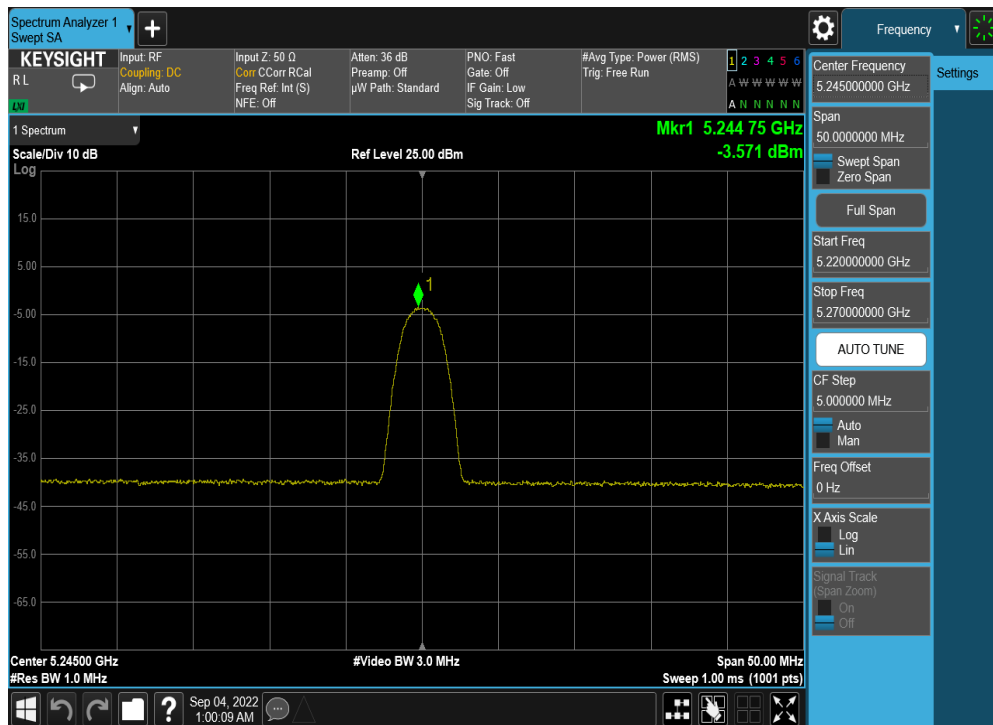 Spectrum Analyzer 1
Swept SA
+
Frequency
KEYSIGHT
R L
LXI
Input: RF
Coupling: DC
Align: Auto
Input Z: 50 Ω
Corr CCorr RCal
Freq Ref: Int (S)
NFE: Off
Atten: 36 dB
Preamp: Off
µW Path: Standard
PNO: Fast
Gate: Off
IF Gain: Low
Sig Track: Off
#Avg Type: Power (RMS)
Trig: Free Run
1 2 3 4 5 6
A W W W W W
A N N N N N
1 Spectrum
Mkr1 5.244 75 GHz
Scale/Div 10 dB
Ref Level 25.00 dBm
-3.571 dBm
Log
15.0
5.00
-5.00
-15.0
-25.0
-35.0
-45.0
-55.0
-65.0
1
Center 5.24500 GHz
#Video BW 3.0 MHz
Span 50.00 MHz
#Res BW 1.0 MHz
Sweep 1.00 ms (1001 pts)
?
Sep 04, 2022
1:00:09 AM
Center Frequency
5.245000000 GHz
Settings
Span
50.0000000 MHz
Swept Span
Zero Span
Full Span
Start Freq
5.220000000 GHz
Stop Freq
5.270000000 GHz
AUTO TUNE
CF Step
5.000000 MHz
Auto
Man
Freq Offset
0 Hz
X Axis Scale
Log
Lin
Signal Track
(Span Zoom)
On
Off